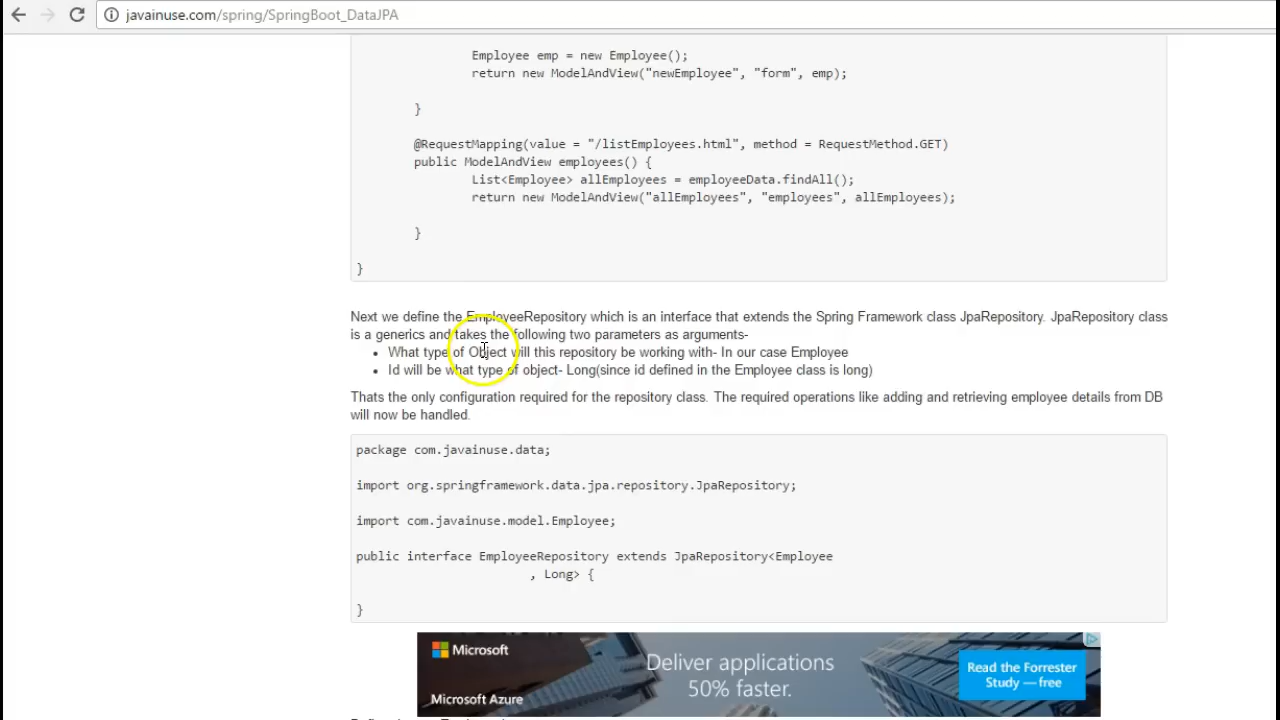 javainuse.com/spring/SpringBoot_DataJPA
Employee emp = new Employee();
return new ModelAndView("newEmployee", "form", emp);
}
@RequestMapping(value = "/listEmployees.html", method = RequestMethod.GET)
public ModelAndView employees() {
List<Employee> allEmployees = employeeData.findAll();
return new ModelAndView("allEmployees", "employees", allEmployees);
}
}
Next we define the EmployeeRepository which is an interface that extends the Spring Framework class JpaRepository. JpaRepository class
is a generics and takes the following two parameters as arguments-
• What type of Object will this repository be working with- In our case Employee
• Id will be what type of object- Long(since id defined in the Employee class is long)
Thats the only configuration required for the repository class. The required operations like adding and retrieving employee details from DB
will now be handled.
package com.javainuse.data;
import org.springframework.data.jpa.repository.JpaRepository;
import com.javainuse.model.Employee;
public interface EmployeeRepository extends JpaRepository<Employee
, Long> {
}
Microsoft
Deliver applications
50% faster.
Read the Forrester
Study — free
Microsoft Azure